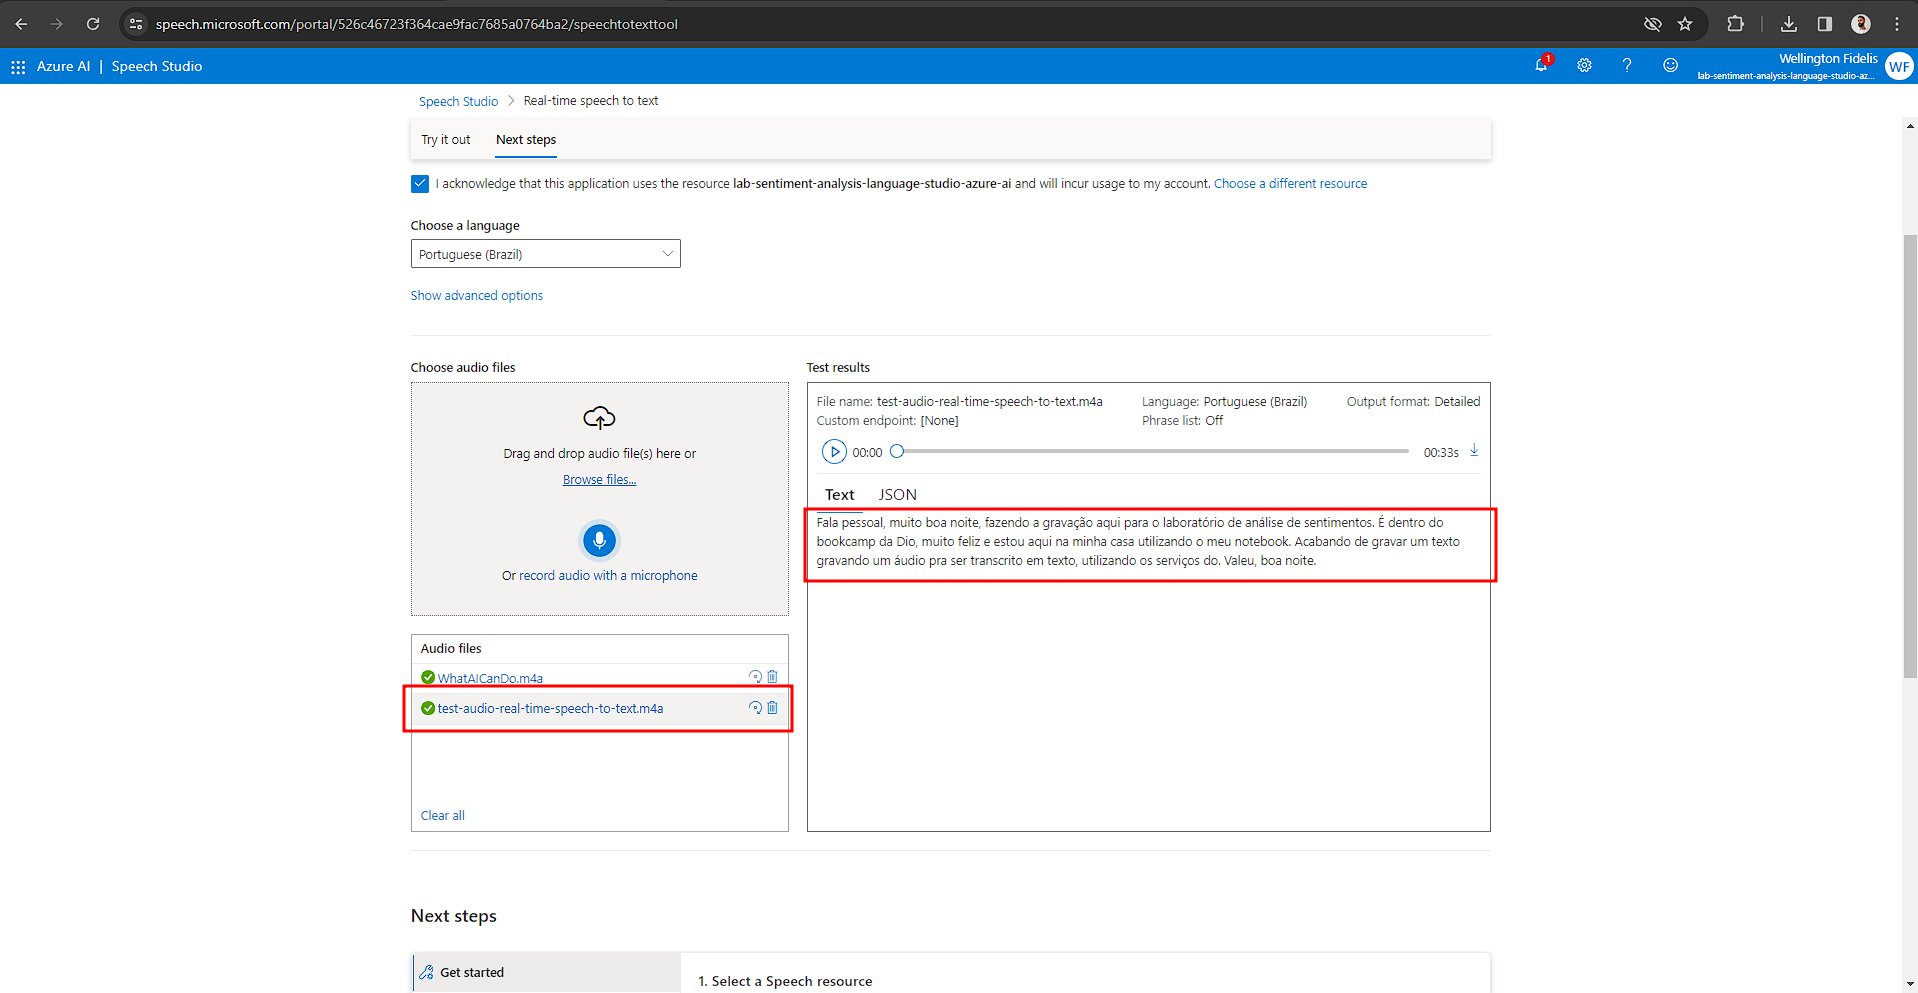 speech.microsoft.com/portal/526c46723f364cae9fac7685a0764ba2/speechtotexttool
Azure AI | Speech Studio
1
Wellington Fidelis
lab-sentiment-analysis-language-studio-az...
WF
Speech Studio > Real-time speech to text
Try it out
Next steps
I acknowledge that this application uses the resource lab-sentiment-analysis-language-studio-azure-ai and will incur usage to my account. Choose a different resource
Choose a language
Portuguese (Brazil)
Show advanced options
Choose audio files
Drag and drop audio file(s) here or
Browse files...
Or record audio with a microphone
Audio files
WhatAICanDo.m4a
test-audio-real-time-speech-to-text.m4a
Clear all
Test results
File name: test-audio-real-time-speech-to-text.m4a
Language: Portuguese (Brazil)
Output format: Detailed
Custom endpoint: [None]
Phrase list: Off
00:00
00:33s
Text
JSON
Fala pessoal, muito boa noite, fazendo a gravação aqui para o laboratório de análise de sentimentos. É dentro do
bookcamp da Dio, muito feliz e estou aqui na minha casa utilizando o meu notebook. Acabando de gravar um texto
gravando um áudio pra ser transcrito em texto, utilizando os serviços do. Valeu, boa noite.
Next steps
Get started
1. Select a Speech resource